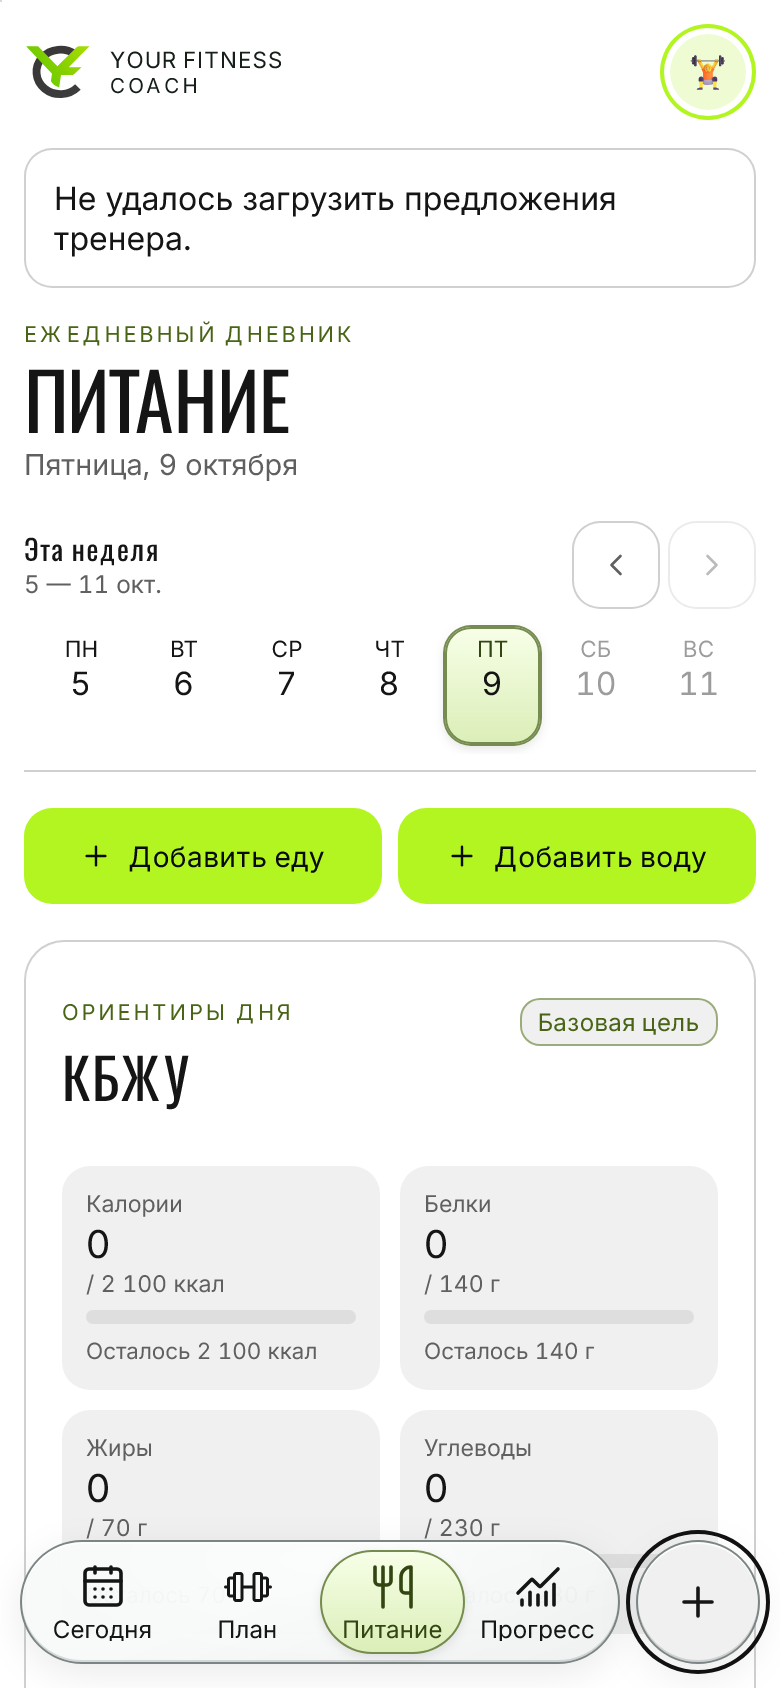 YOUR FITNESS
COACH
Не удалось загрузить предложения
тренера.
ЕЖЕДНЕВНЫЙ ДНЕВНИК
ПИТАНИЕ
Пятница, 9 октября
Эта неделя
5 — 11 окт.
ПН ВТ СР ЧТ ПТ СБ ВС
5 6 7 8 9 10 11
+ Добавить еду + Добавить воду
ОРИЕНТИРЫ ДНЯ
Базовая цель
КБЖУ
Калории Белки
0 0
/ 2 100 ккал / 140 г
Осталось 2 100 ккал Осталось 140 г
Жиры Углеводы
0 0
/ 70 г / 230 г
Сегодня План Питание Прогресс